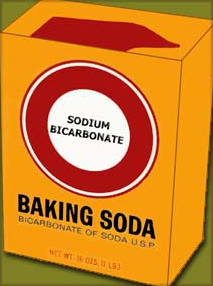 SODIUM
BICARBONATE
BAKING SODA
BICARBONATE OF SODA U.S.P.
NET WT. 16 OZS. (1 LB.)